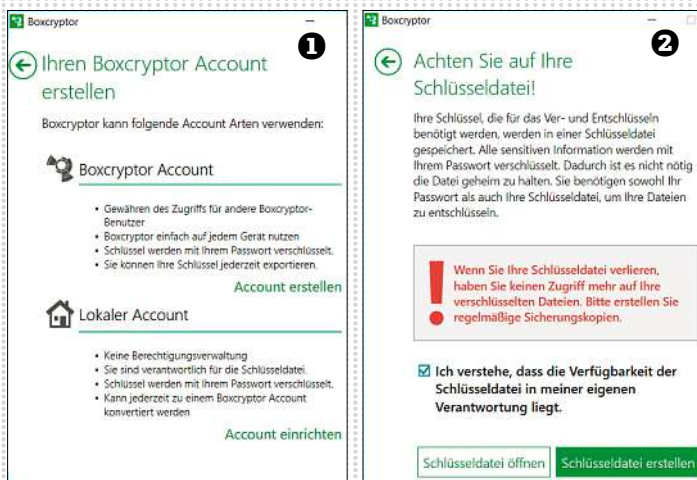 Boxcryptor
❶
Ihren Boxcryptor Account
erstellen
Boxcryptor kann folgende Account Arten verwenden:
Boxcryptor Account
• Gewähren des Zugriffs für andere Boxcryptor-
Benutzer
• Boxcryptor einfach auf jedem Gerät nutzen
• Schlüssel werden mit Ihrem Passwort verschlüsselt.
• Sie können Ihre Schlüssel jederzeit exportieren.
Account erstellen
Lokaler Account
• Keine Berechtigungsverwaltung
• Sie sind verantwortlich für die Schlüsseldatei.
• Schlüssel werden mit Ihrem Passwort verschlüsselt.
• Kann jederzeit zu einem Boxcryptor Account
konvertiert werden
Account einrichten
Boxcryptor
❷
Achten Sie auf Ihre
Schlüsseldatei!
Ihre Schlüssel, die für das Ver- und Entschlüsseln
benötigt werden, werden in einer Schlüsseldatei
gespeichert. Alle sensitiven Information werden mit
Ihrem Passwort verschlüsselt. Dadurch ist es nicht nötig
die Datei geheim zu halten. Sie benötigen sowohl Ihr
Passwort als auch Ihre Schlüsseldatei, um Ihre Dateien
zu entschlüsseln.
Wenn Sie Ihre Schlüsseldatei verlieren,
haben Sie keinen Zugriff mehr auf Ihre
verschlüsselten Dateien. Bitte erstellen Sie
regelmäßige Sicherungskopien.
Ich verstehe, dass die Verfügbarkeit der
Schlüsseldatei in meiner eigenen
Verantwortung liegt.
Schlüsseldatei öffnen
Schlüsseldatei erstellen